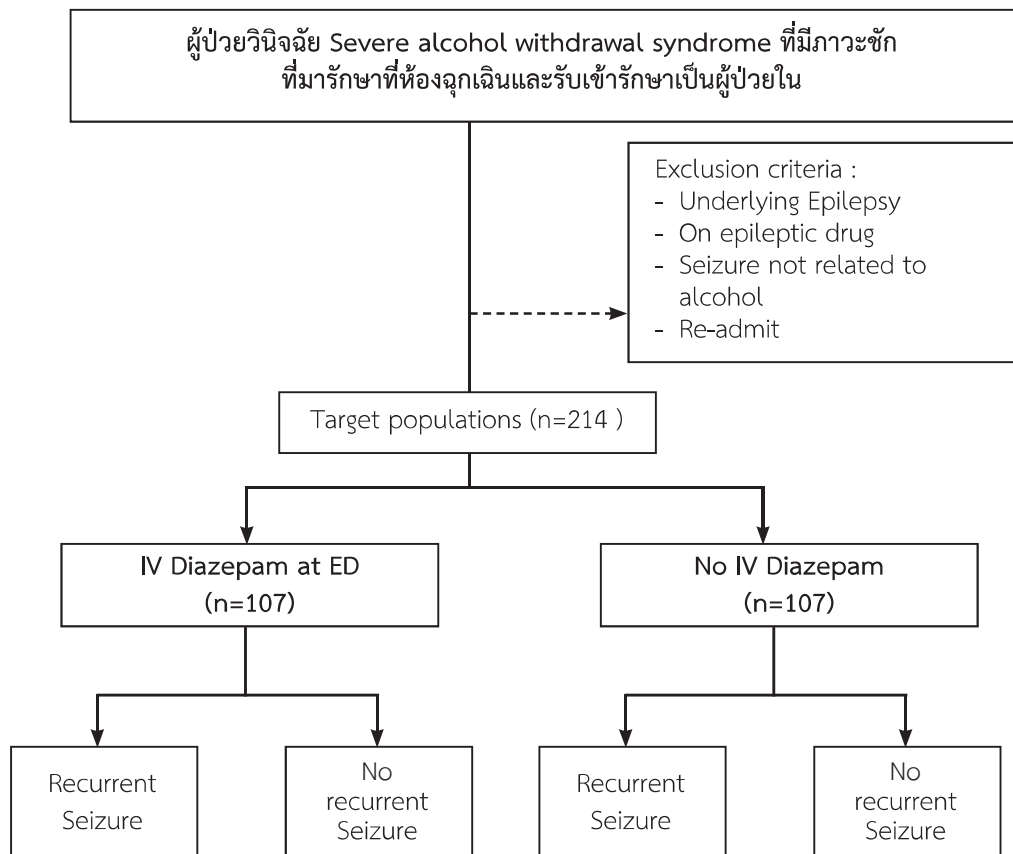 ผู้ป่วยวินิจฉัย Severe alcohol withdrawal syndrome ที่มีภาวะชัก
ที่มารักษาที่ห้องฉุกเฉินและรับเข้ารักษาเป็นผู้ป่วยใน
Exclusion criteria :
- Underlying Epilepsy
- On epileptic drug
- Seizure not related to
alcohol
- Re-admit
Target populations (n=214 )
IV Diazepam at ED
(n=107)
No IV Diazepam
(n=107)
Recurrent
Seizure
No
recurrent
Seizure
Recurrent
Seizure
No
recurrent
Seizure